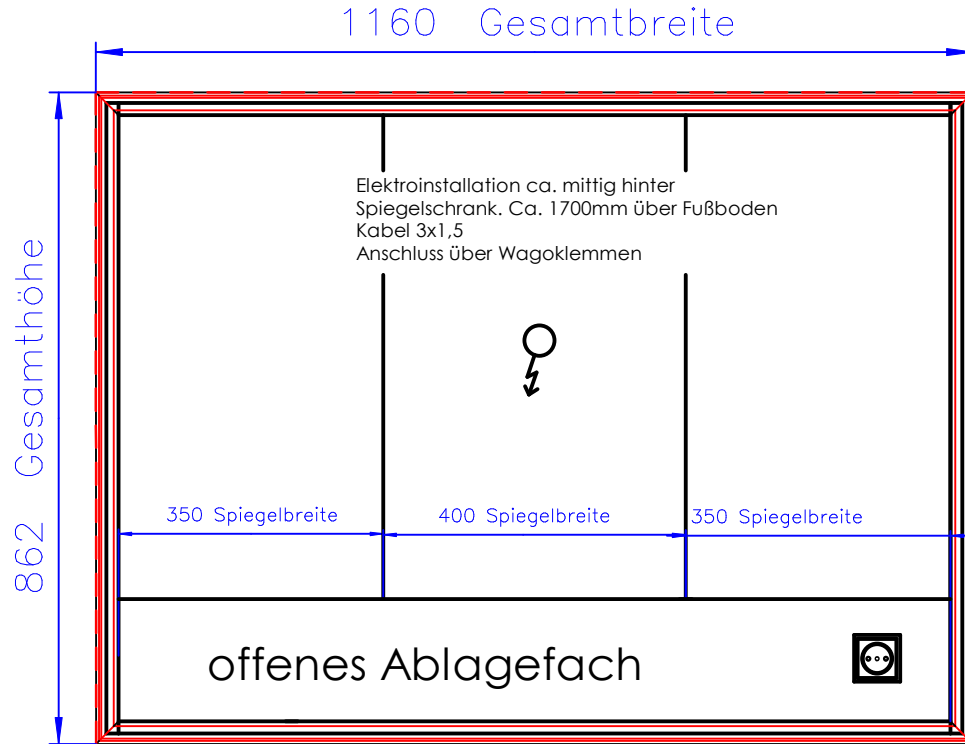 1160 Gesamtbreite
Elektroinstallation ca. mittig hinter
Spiegelschrank. Ca. 1700mm über Fußboden
Kabel 3x1,5
Anschluss über Wagoklemmen
862 Gesamthöhe
350 Spiegelbreite
400 Spiegelbreite
350 Spiegelbreite
offenes Ablagefach